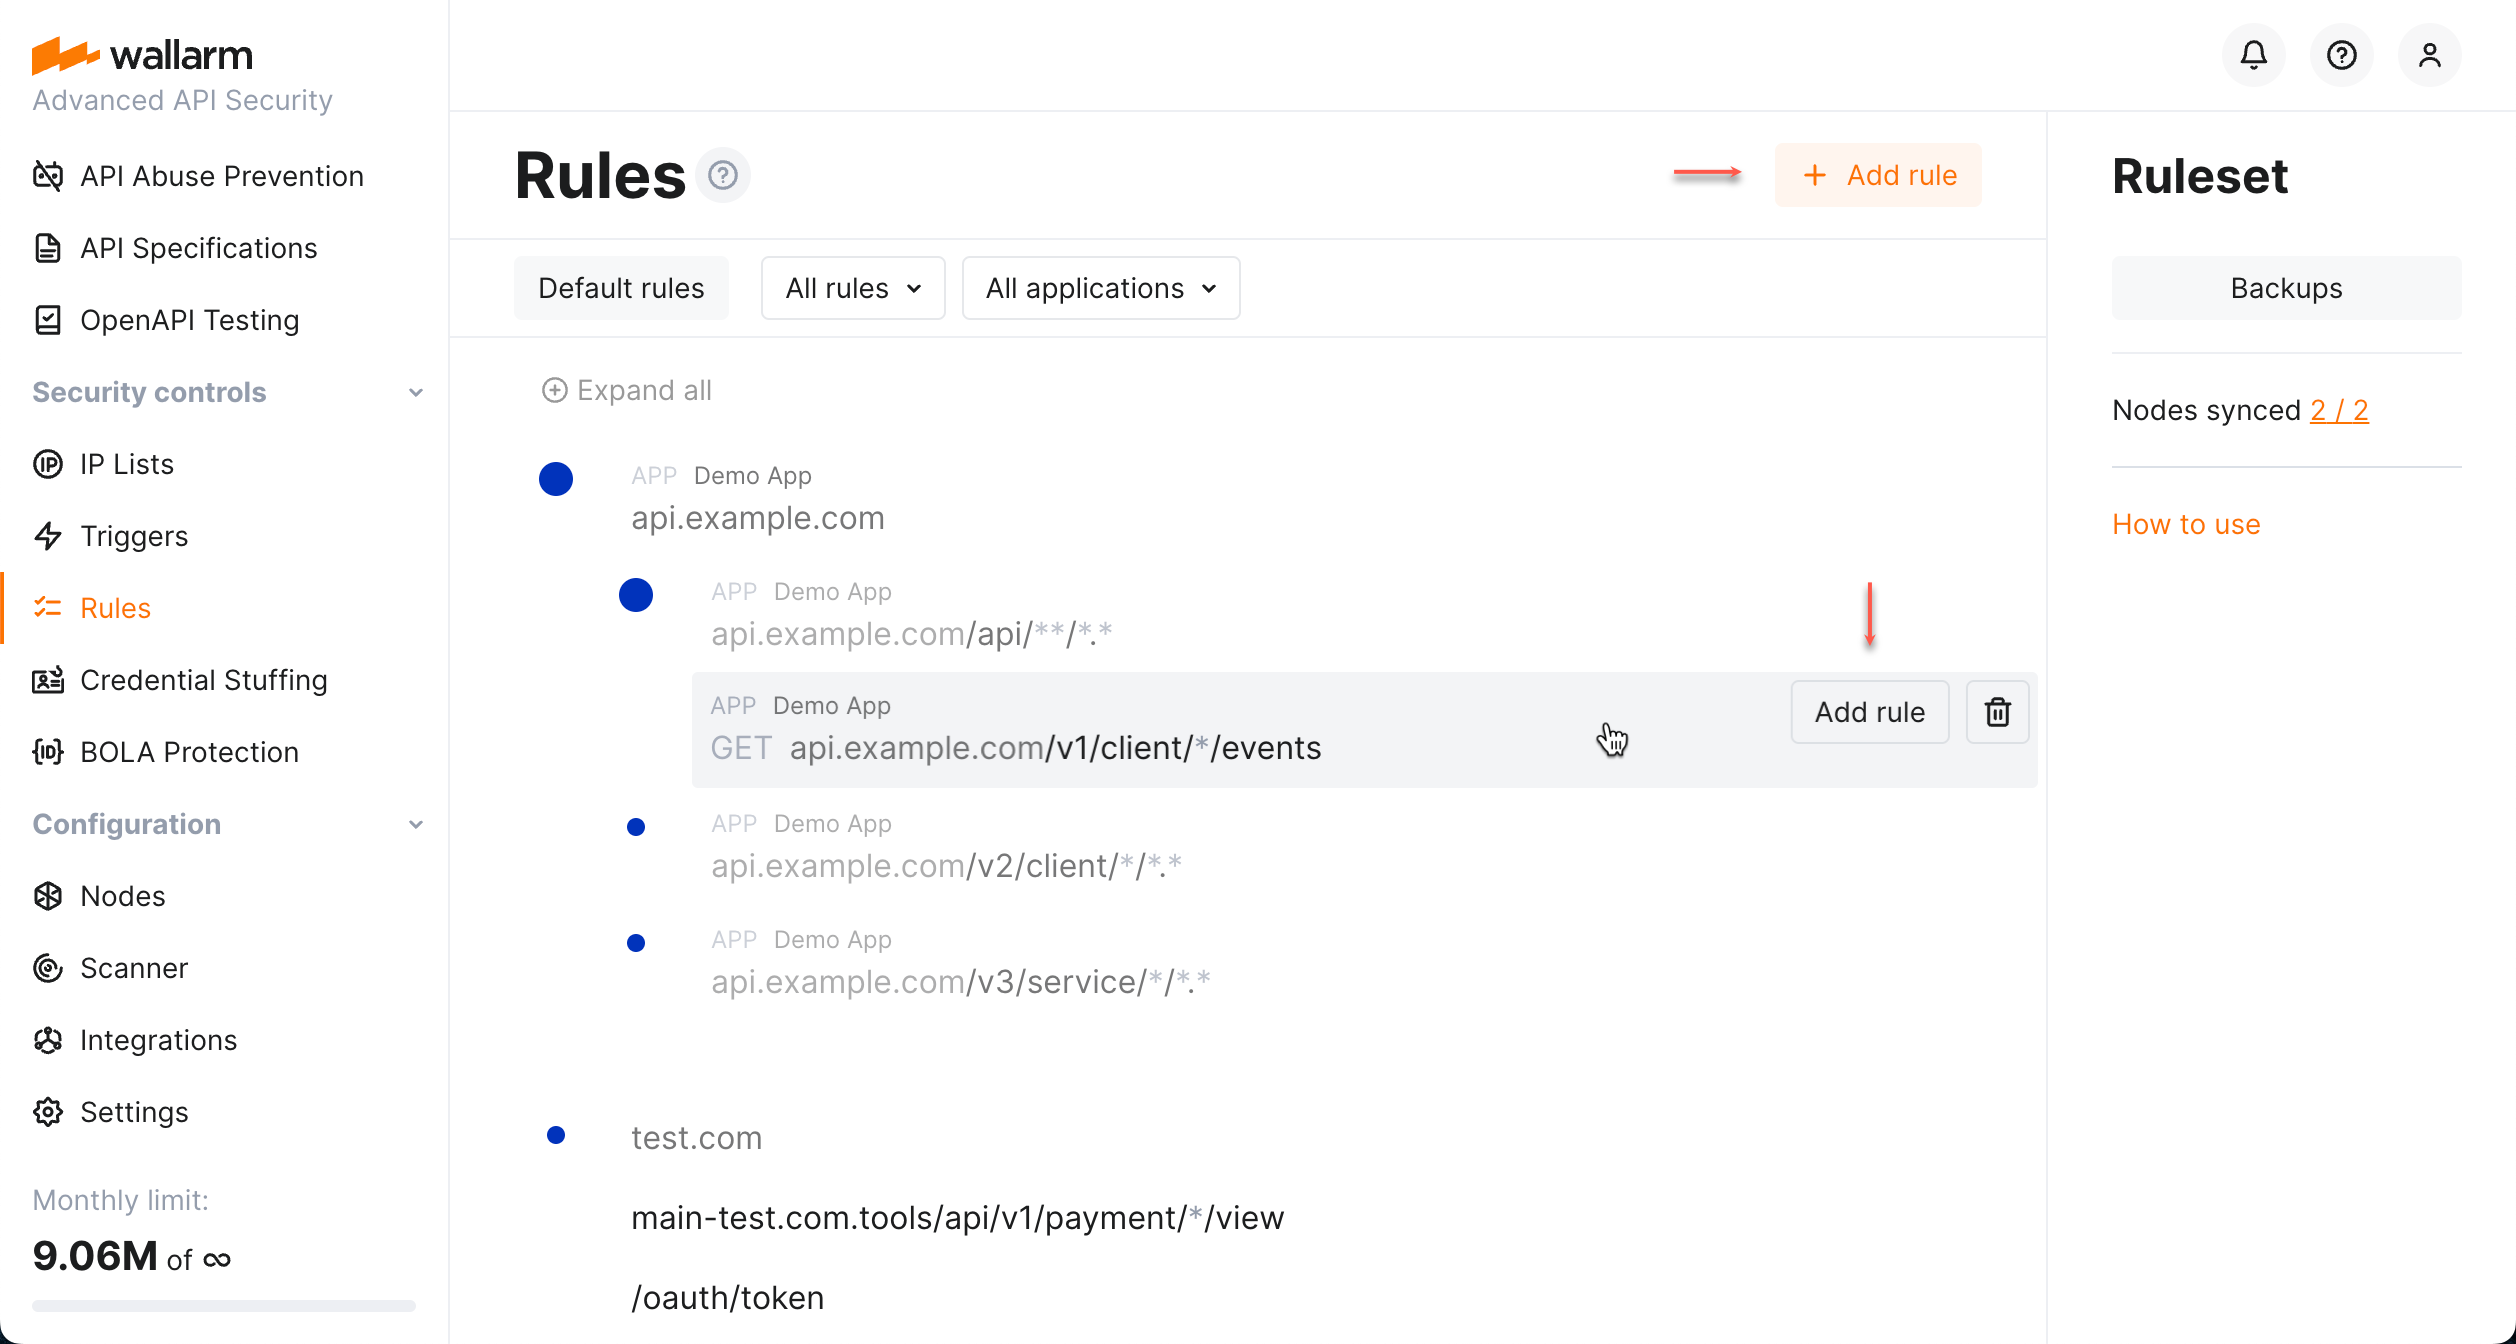 wallarm
Advanced API Security
API Abuse Prevention
API Specifications
OpenAPI Testing
Security controls
IP Lists
Triggers
Rules
Credential Stuffing
BOLA Protection
Configuration
Nodes
Scanner
Integrations
Settings
Monthly limit:
9.06M of ∞
Rules ?
+ Add rule
Default rules
All rules
All applications
Expand all
APP Demo App
api.example.com
APP Demo App
api.example.com/api/**/*.*
APP Demo App
GET api.example.com/v1/client/*/events
Add rule
APP Demo App
api.example.com/v2/client/*/*.*
APP Demo App
api.example.com/v3/service/*/*.*
test.com
main-test.com.tools/api/v1/payment/*/view
/oauth/token
Ruleset
Backups
Nodes synced 2 / 2
How to use